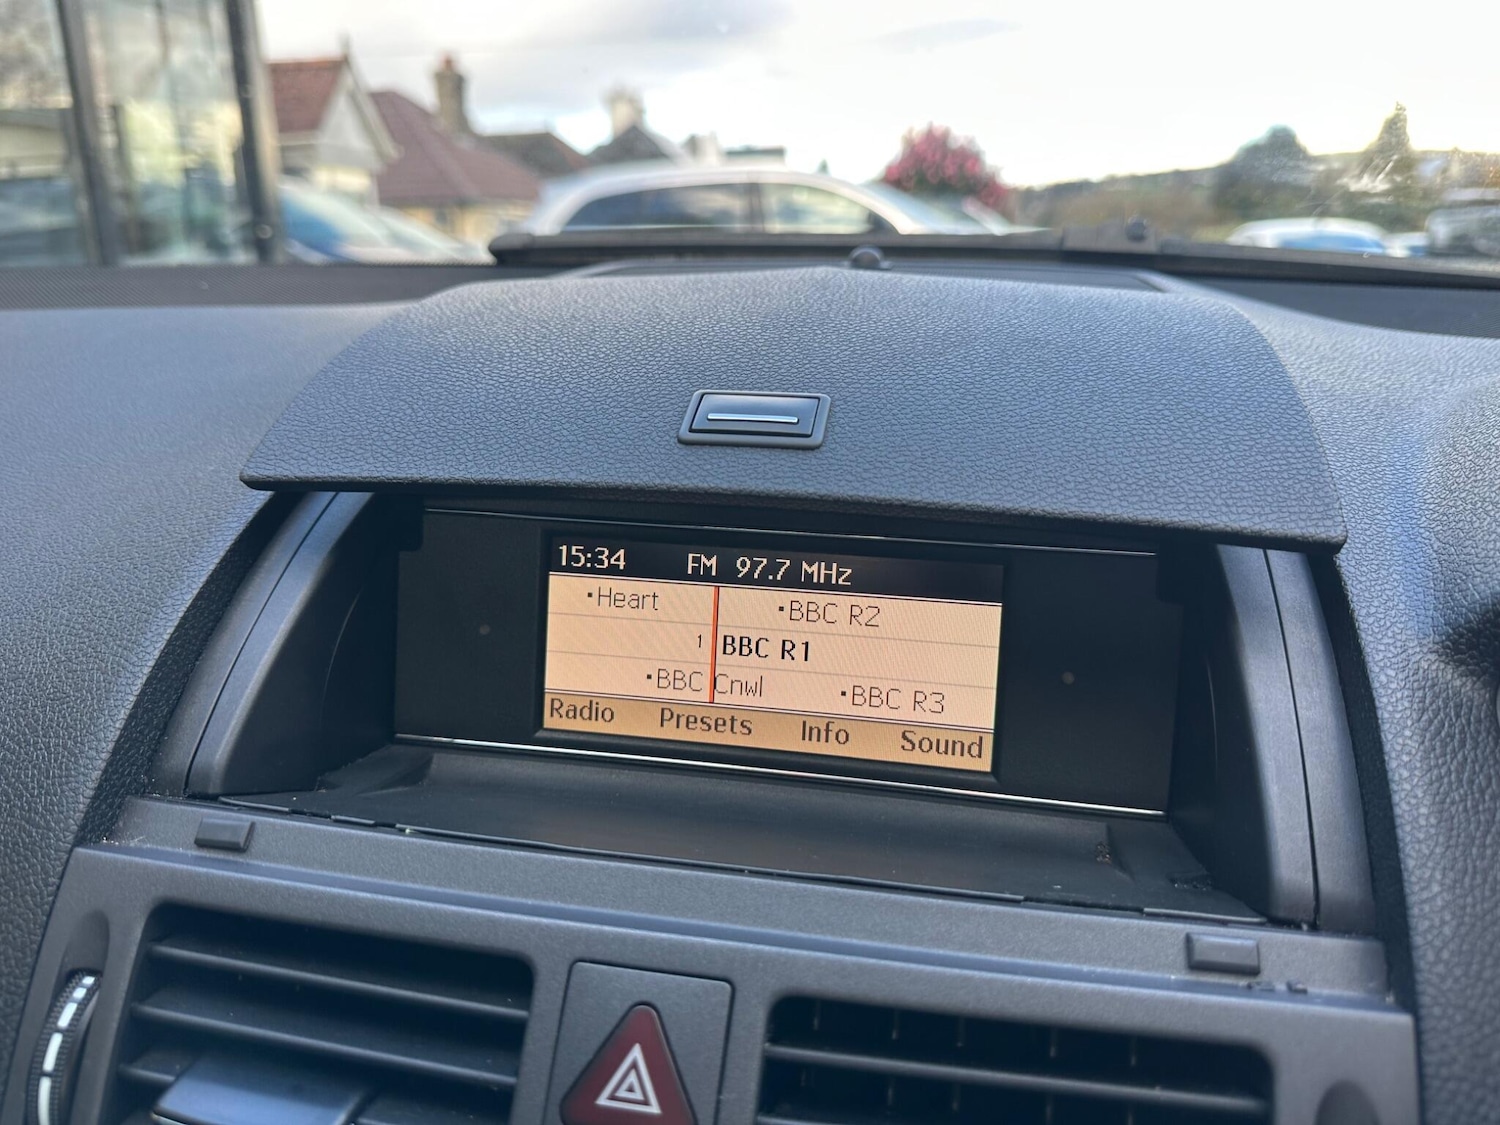 15:34 FM 97.7 MHz
•Heart •BBC R2
1 BBC R1
•BBC Cnwl •BBC R3
Radio Presets Info Sound